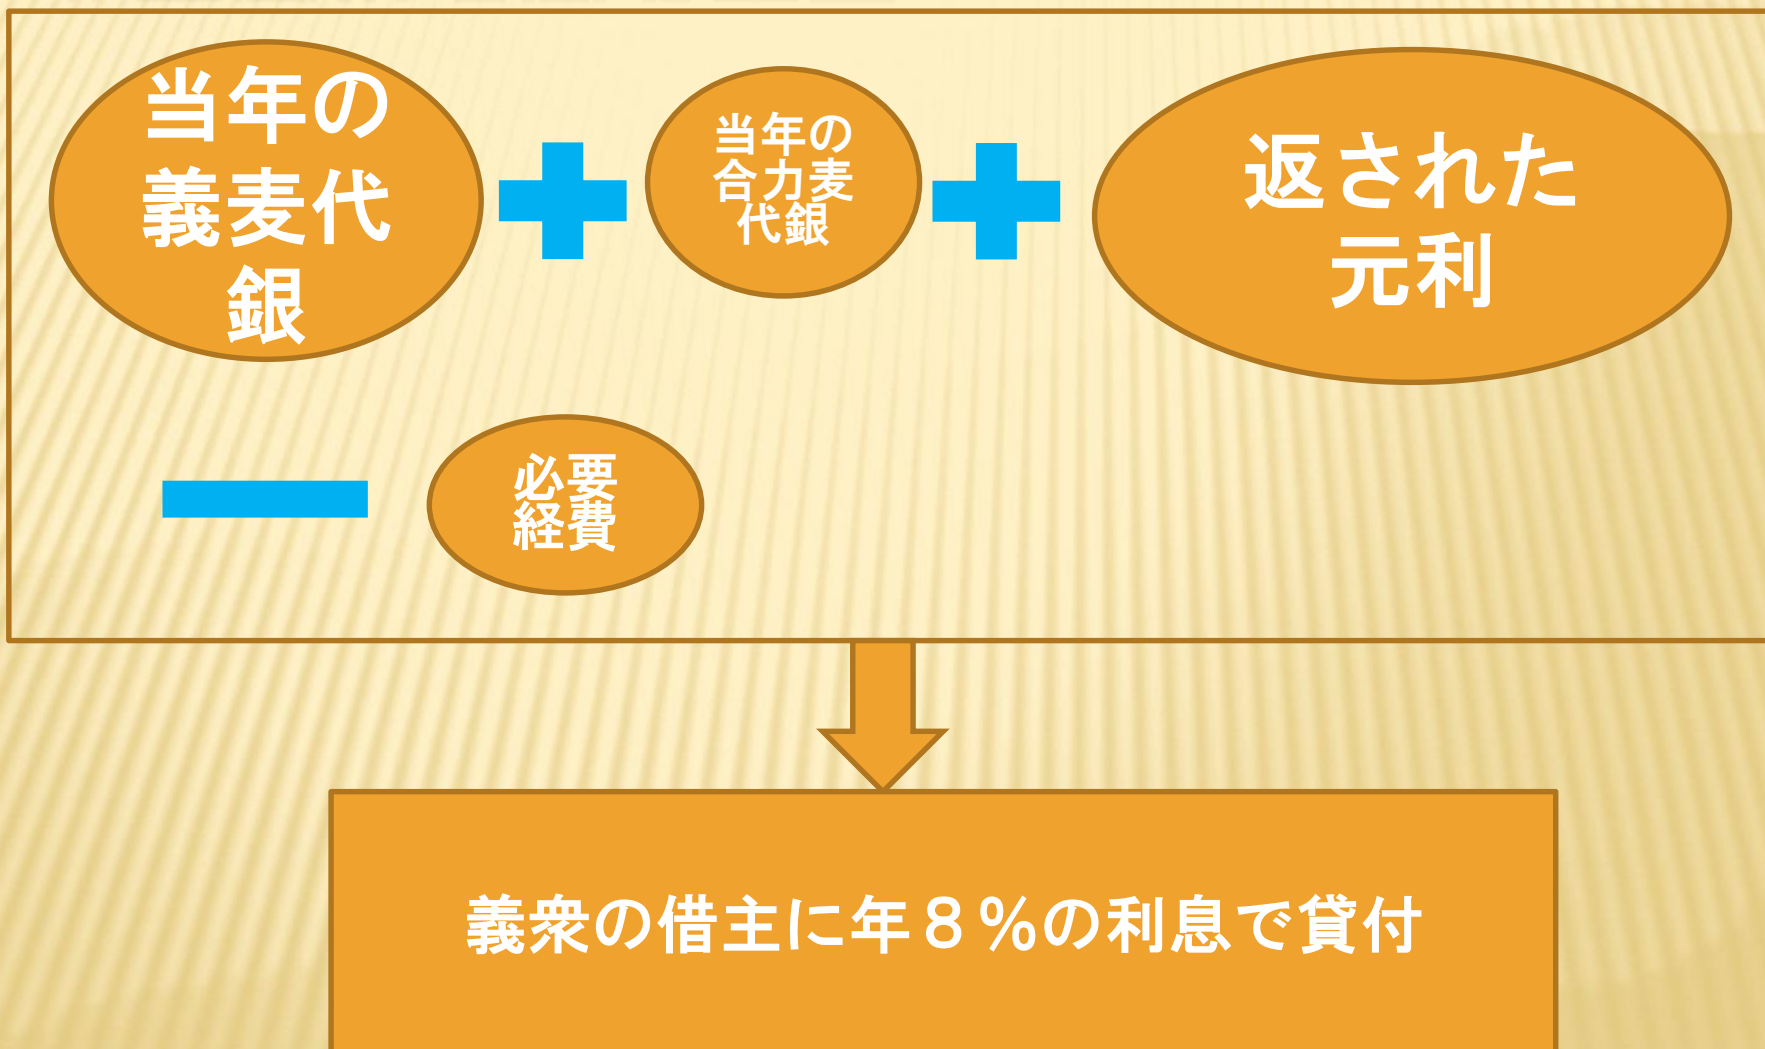 当年の
義麦代
銀
当年の
合力麦
代銀
返された
元利
必要
経費
義衆の借主に年８％の利息で貸付